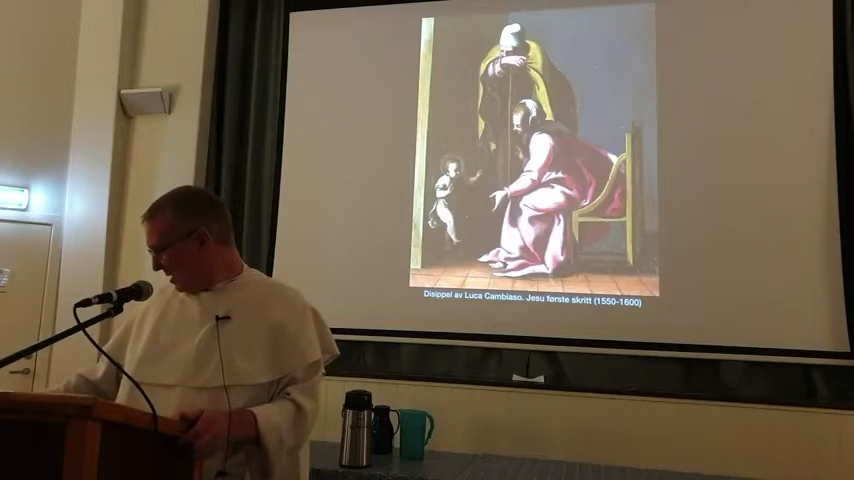 Disippel av Luca Cambiaso. Jesu første skritt (1550-1600)